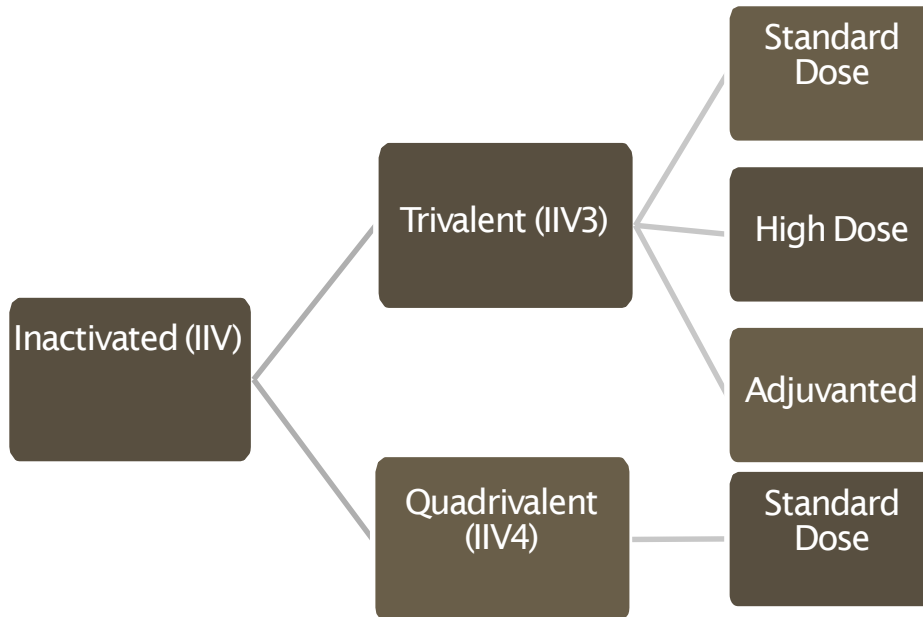 Inactivated (IIV)
Trivalent (IIV3)
Standard
Dose
High Dose
Adjuvanted
Quadrivalent
(IIV4)
Standard
Dose